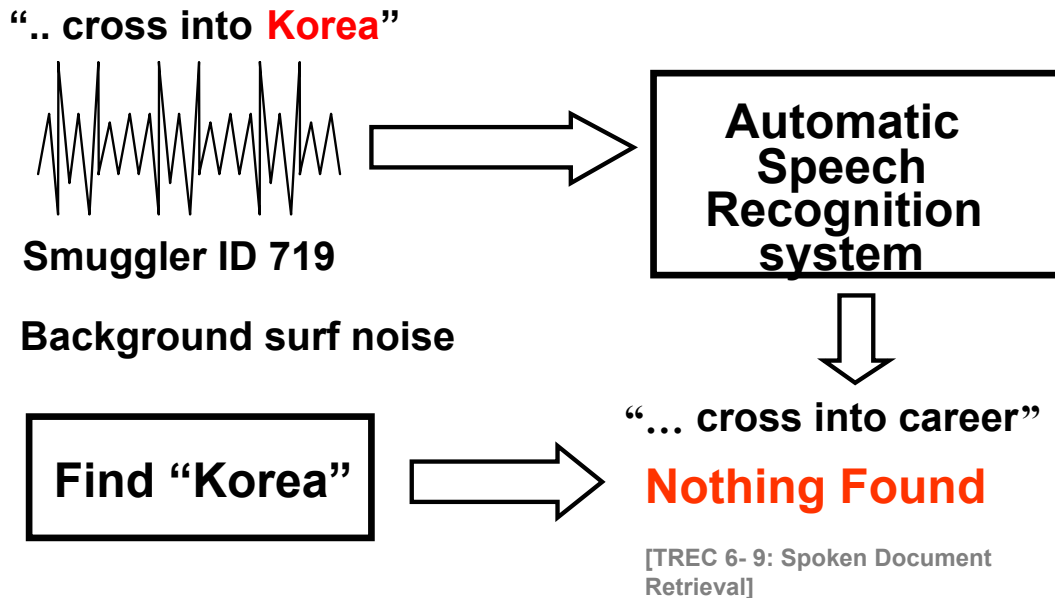 “.. cross into Korea”
Automatic
Speech
Recognition
system
Smuggler ID 719
Background surf noise
“… cross into career”
Find “Korea”
Nothing Found
[TREC 6- 9: Spoken Document
Retrieval]